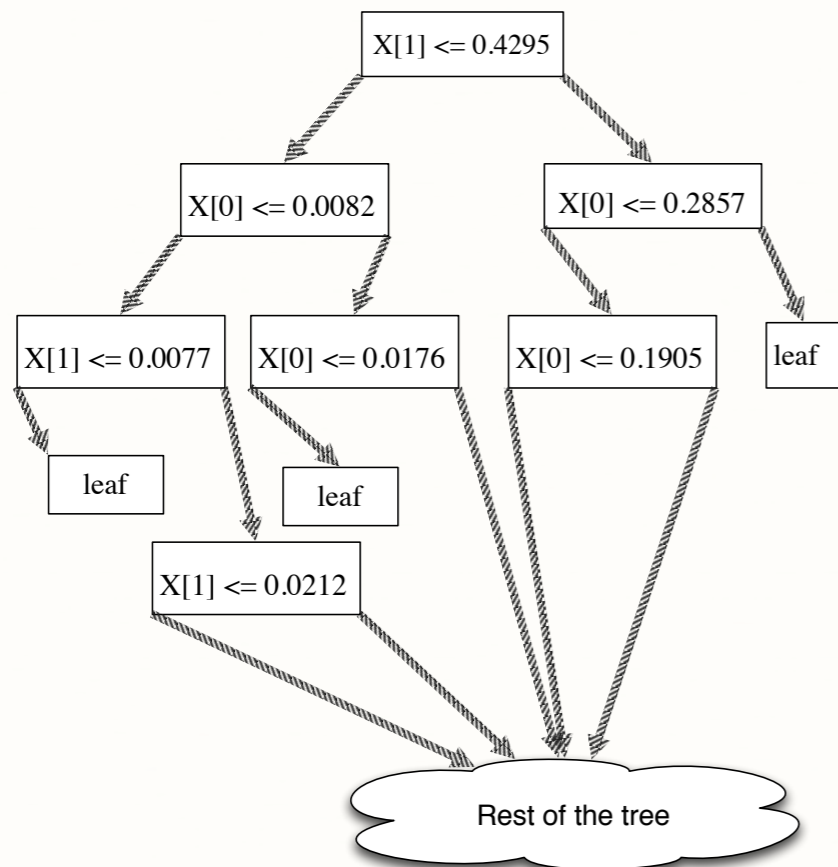 X[1] <= 0.4295
X[0] <= 0.0082
X[0] <= 0.2857
X[1] <= 0.0077
X[0] <= 0.0176
X[0] <= 0.1905
leaf
leaf
leaf
X[1] <= 0.0212
Rest of the tree